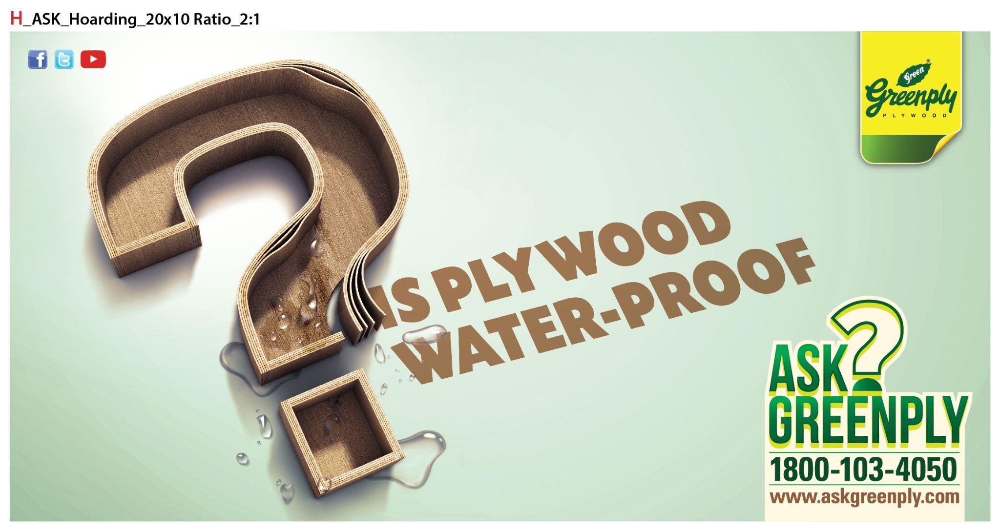 H_ASK_Hoarding_20x10 Ratio_2:1
f t
Green
Greenply
PLYWOOD
IS PLYWOOD
WATER-PROOF
ASK
GREENPLY
1800-103-4050
www.askgreenply.com